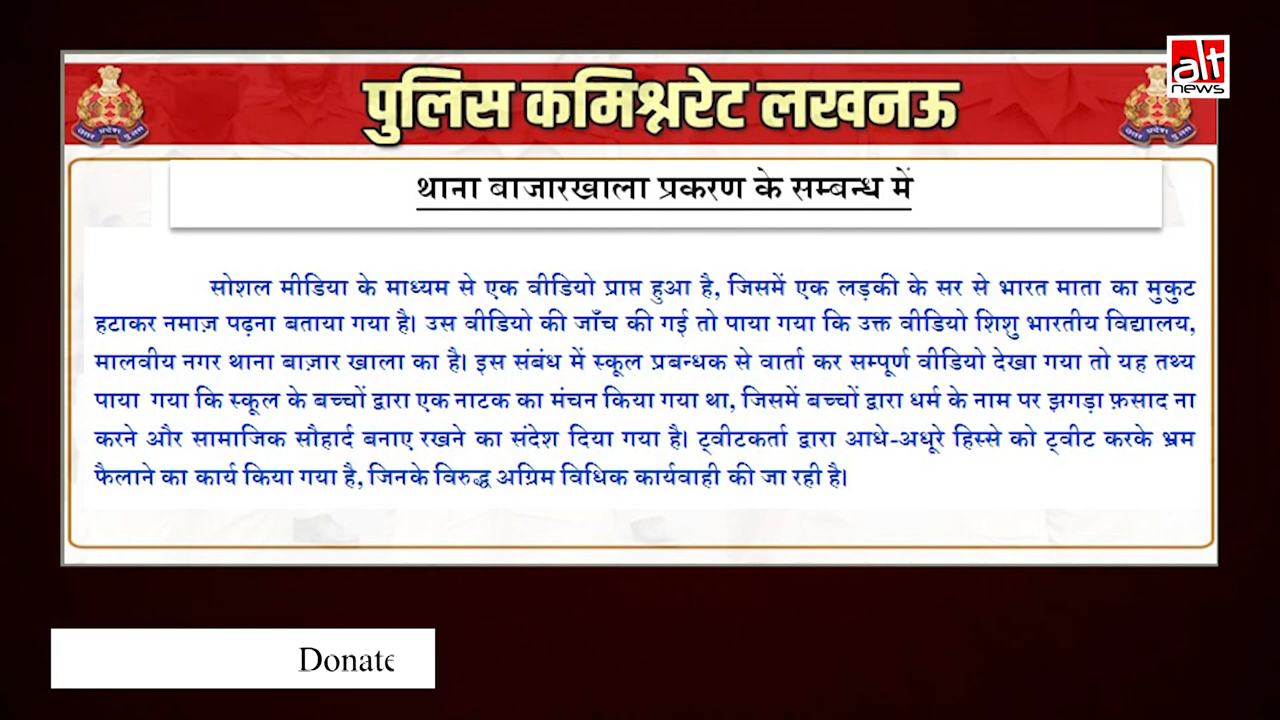 alt
news
पुलिस कमिश्नरेट लखनऊ
थाना बाजारखाला प्रकरण के सम्बन्ध में
सोशल मीडिया के माध्यम से एक वीडियो प्राप्त हुआ है, जिसमें एक लड़की के सर से भारत माता का मुकुट
हटाकर नमाज़ पढ़ना बताया गया है। उस वीडियो की जाँच की गई तो पाया गया कि उक्त वीडियो शिशु भारतीय विद्यालय,
मालवीय नगर थाना बाज़ार खाला का है। इस संबंध में स्कूल प्रबन्धक से वार्ता कर सम्पूर्ण वीडियो देखा गया तो यह तथ्य
पाया गया कि स्कूल के बच्चों द्वारा एक नाटक का मंचन किया गया था, जिसमें बच्चों द्वारा धर्म के नाम पर झगड़ा फ़साद ना
करने और सामाजिक सौहार्द बनाए रखने का संदेश दिया गया है। ट्वीटकर्ता द्वारा आधे-अधूरे हिस्से को ट्वीट करके भ्रम
फैलाने का कार्य किया गया है, जिनके विरुद्ध अग्रिम विधिक कार्यवाही की जा रही है।
Donate